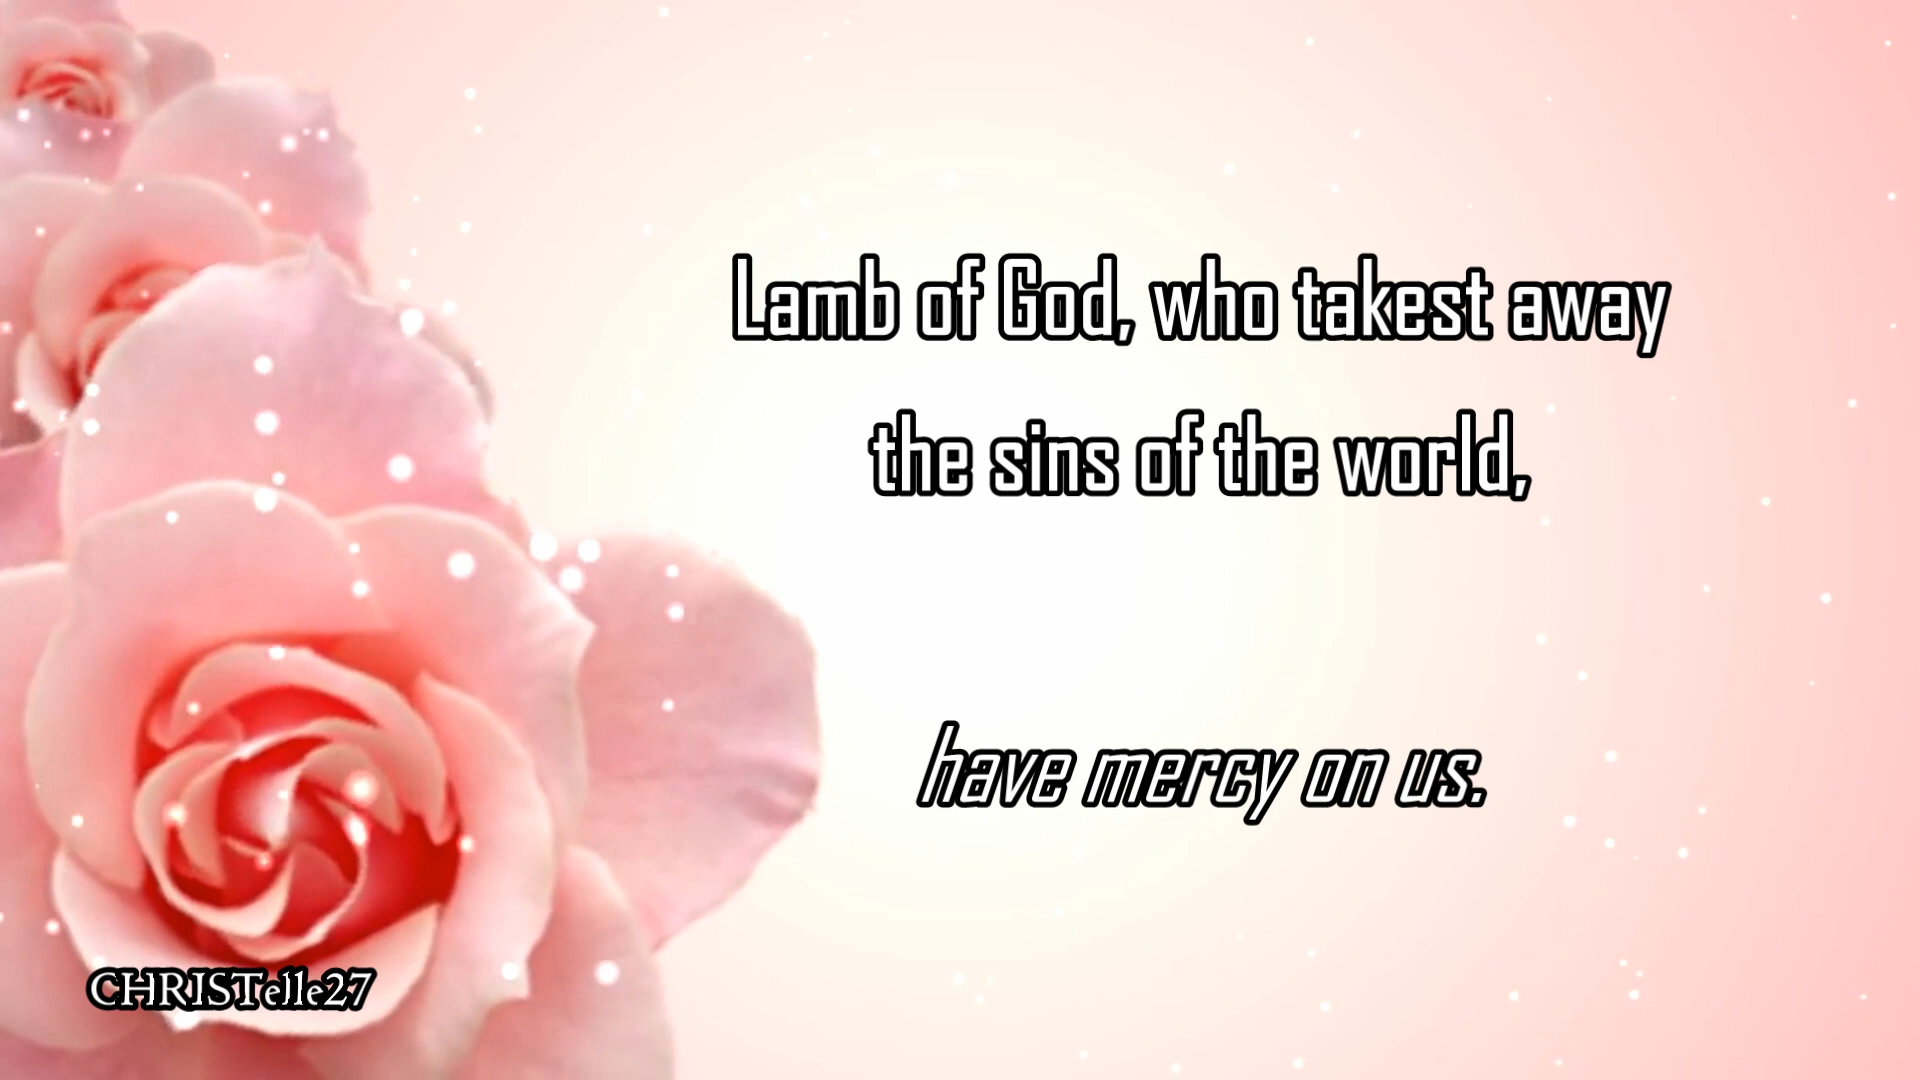 Lamb of God, who takest away
the sins of the world,
have mercy on us.
CHRISTelle27